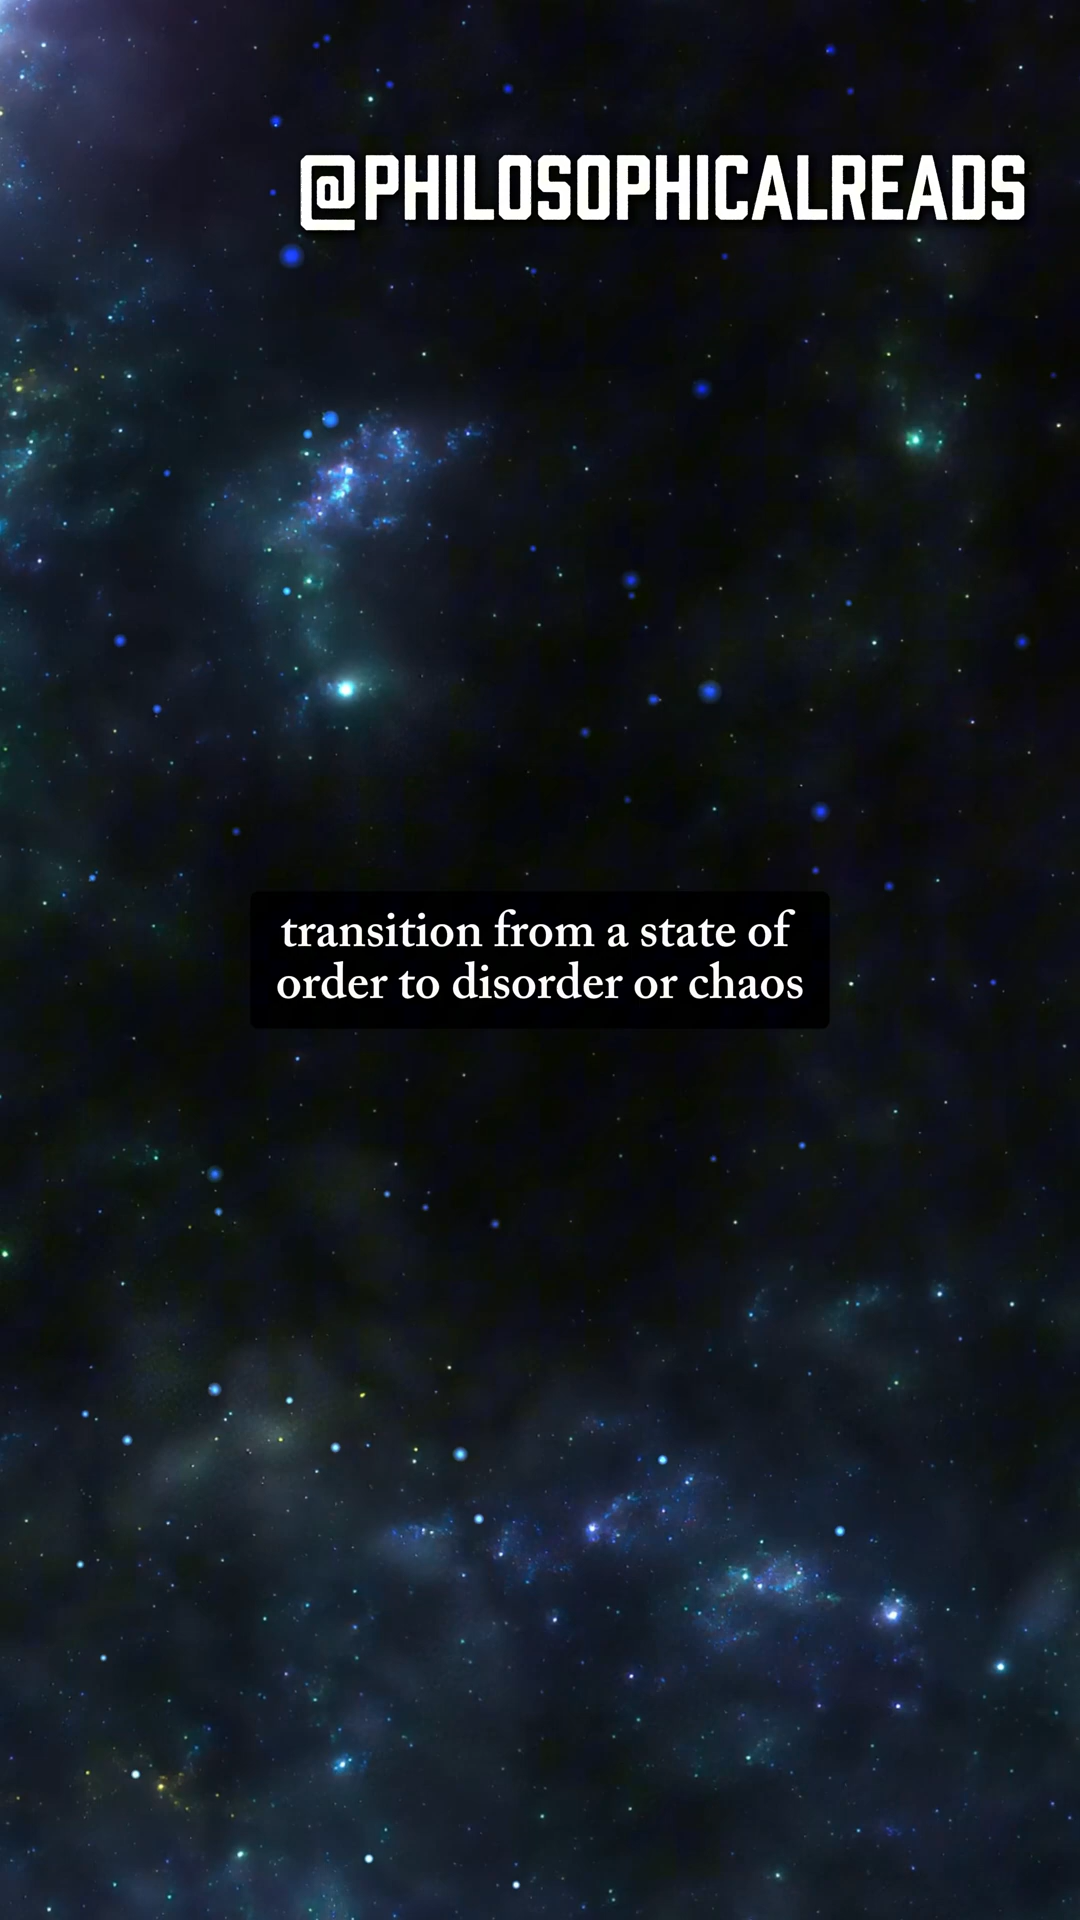 @PHILOSOPHICALREADS
transition from a state of
order to disorder or chaos